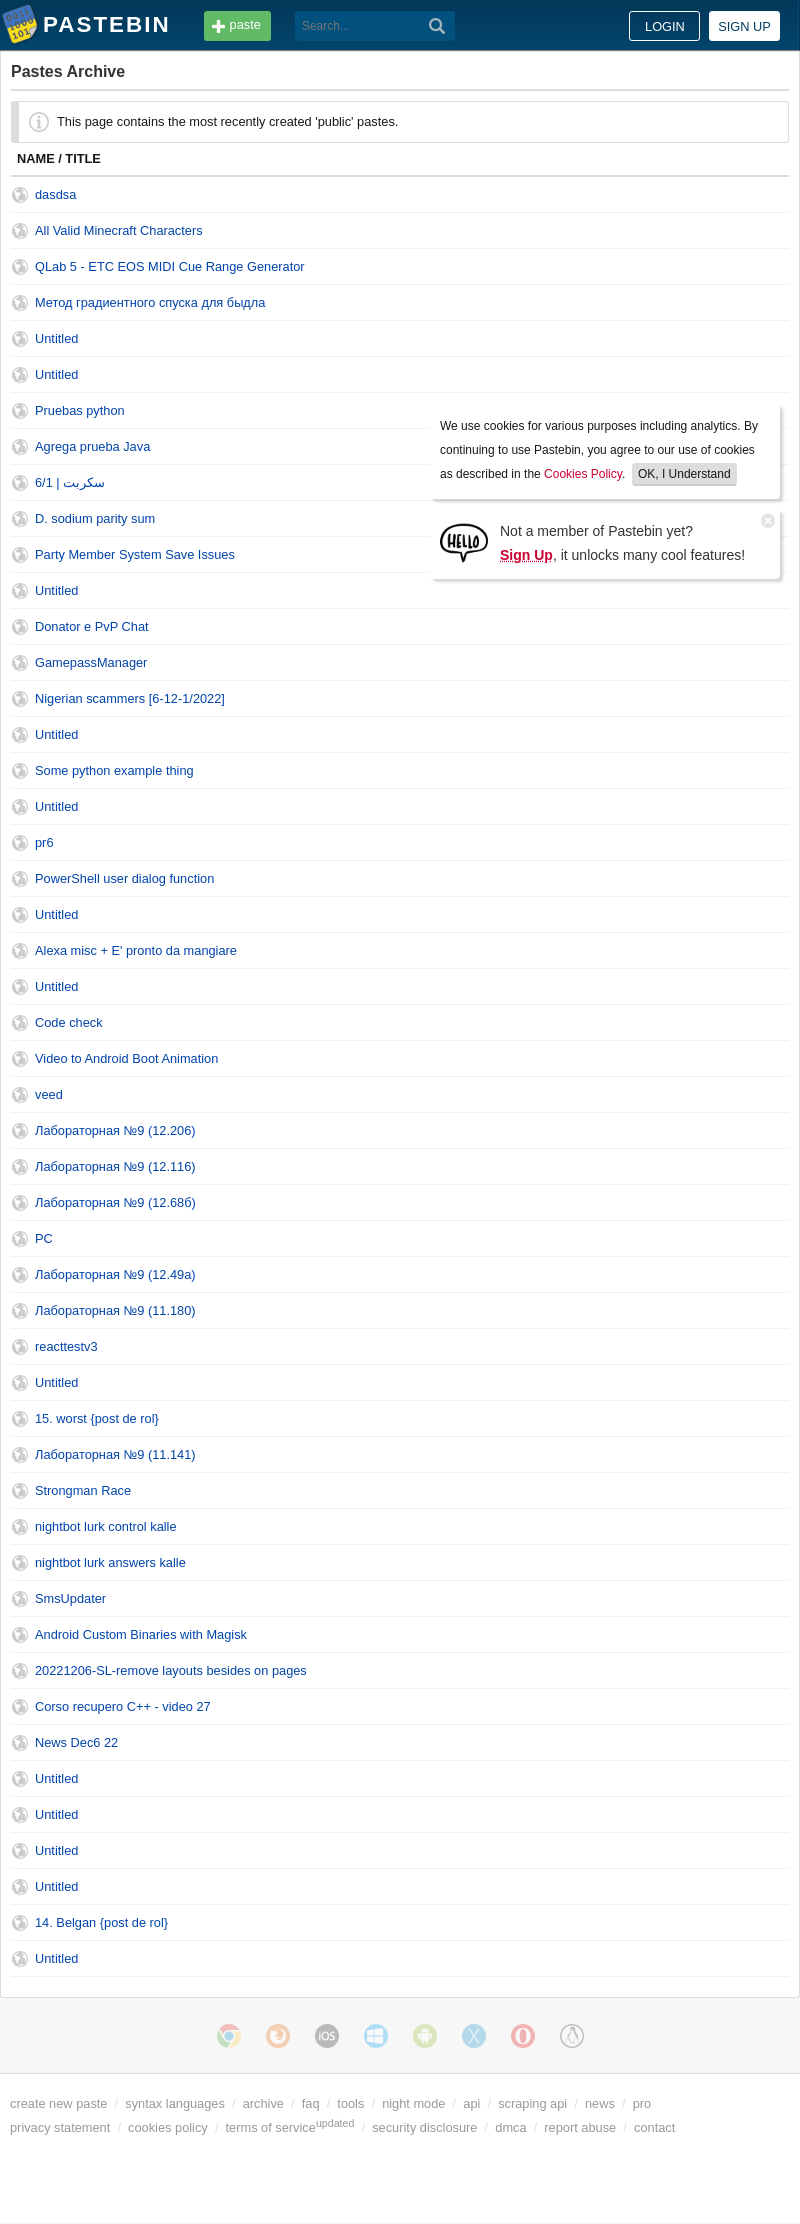 PASTEBIN paste Search... LOGIN SIGN UP
Pastes Archive
This page contains the most recently created 'public' pastes.
NAME / TITLE
dasdsa
All Valid Minecraft Characters
QLab 5 - ETC EOS MIDI Cue Range Generator
Метод градиентного спуска для быдла
Untitled
Untitled
Pruebas python
Agrega prueba Java
6/1 | سكربت
D. sodium parity sum
Party Member System Save Issues
We use cookies for various purposes including analytics. By
continuing to use Pastebin, you agree to our use of cookies
as described in the Cookies Policy. OK, I Understand
HELLO
Not a member of Pastebin yet?
Sign Up, it unlocks many cool features!
Untitled
Donator e PvP Chat
GamepassManager
Nigerian scammers [6-12-1/2022]
Untitled
Some python example thing
Untitled
pr6
PowerShell user dialog function
Untitled
Alexa misc + E' pronto da mangiare
Untitled
Code check
Video to Android Boot Animation
veed
Лабораторная №9 (12.206)
Лабораторная №9 (12.116)
Лабораторная №9 (12.68б)
PC
Лабораторная №9 (12.49а)
Лабораторная №9 (11.180)
reacttestv3
Untitled
15. worst {post de rol}
Лабораторная №9 (11.141)
Strongman Race
nightbot lurk control kalle
nightbot lurk answers kalle
SmsUpdater
Android Custom Binaries with Magisk
20221206-SL-remove layouts besides on pages
Corso recupero C++ - video 27
News Dec6 22
Untitled
Untitled
Untitled
Untitled
14. Belgan {post de rol}
Untitled
iOS
create new paste / syntax languages / archive / faq / tools / night mode / api / scraping api / news / pro
privacy statement / cookies policy / terms of service updated / security disclosure / dmca / report abuse / contact